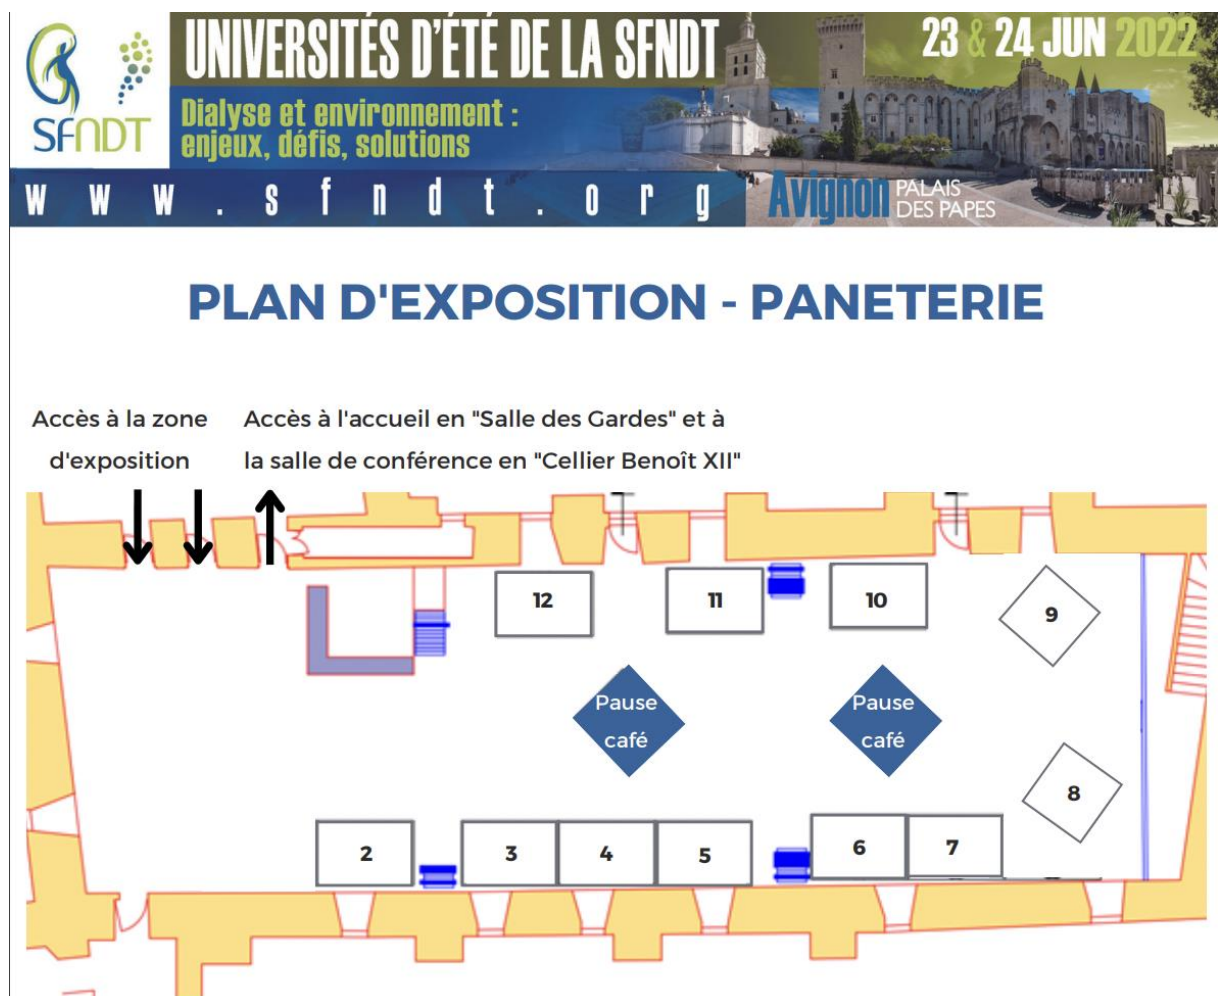 SFNDT
UNIVERSITÉS D'ÉTÉ DE LA SFNDT
23 & 24 JUN 2022
Dialyse et environnement :
enjeux, défis, solutions
www.sfndt.org
Avignon PALAIS
DES PAPES
PLAN D'EXPOSITION - PANETERIE
Accès à la zone
d'exposition
Accès à l'accueil en "Salle des Gardes" et à
la salle de conférence en "Cellier Benoît XII"
12
11
10
9
Pause
café
Pause
café
8
2
3
4
5
6
7